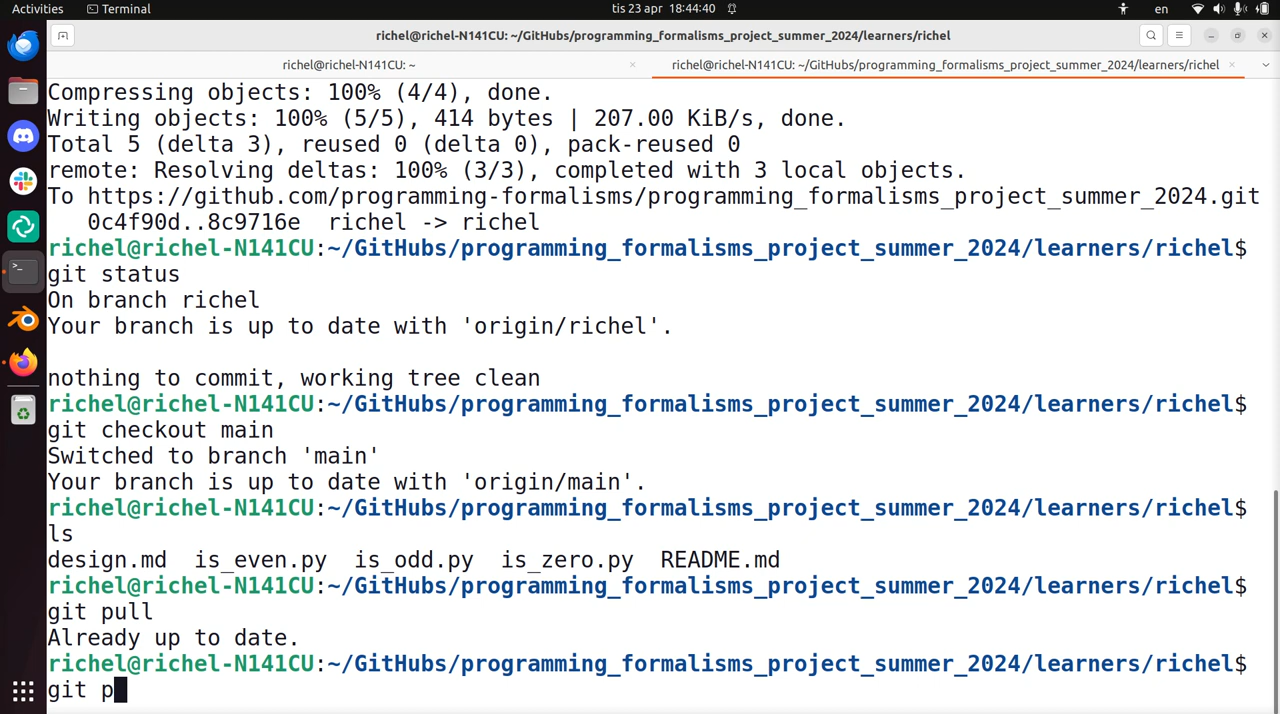 Activities
Terminal
tis 23 apr 18:44:40
en
richel@richel-N141CU: ~/GitHubs/programming_formalisms_project_summer_2024/learners/richel
richel@richel-N141CU: ~
richel@richel-N141CU: ~/GitHubs/programming_formalisms_project_summer_2024/learners/richel
Compressing objects: 100% (4/4), done.
Writing objects: 100% (5/5), 414 bytes | 207.00 KiB/s, done.
Total 5 (delta 3), reused 0 (delta 0), pack-reused 0
remote: Resolving deltas: 100% (3/3), completed with 3 local objects.
To https://github.com/programming-formalisms/programming_formalisms_project_summer_2024.git
   0c4f90d..8c9716e  richel -> richel
richel@richel-N141CU:~/GitHubs/programming_formalisms_project_summer_2024/learners/richel$
git status
On branch richel
Your branch is up to date with 'origin/richel'.
nothing to commit, working tree clean
richel@richel-N141CU:~/GitHubs/programming_formalisms_project_summer_2024/learners/richel$
git checkout main
Switched to branch 'main'
Your branch is up to date with 'origin/main'.
richel@richel-N141CU:~/GitHubs/programming_formalisms_project_summer_2024/learners/richel$
ls
design.md  is_even.py  is_odd.py  is_zero.py  README.md
richel@richel-N141CU:~/GitHubs/programming_formalisms_project_summer_2024/learners/richel$
git pull
Already up to date.
richel@richel-N141CU:~/GitHubs/programming_formalisms_project_summer_2024/learners/richel$
git p